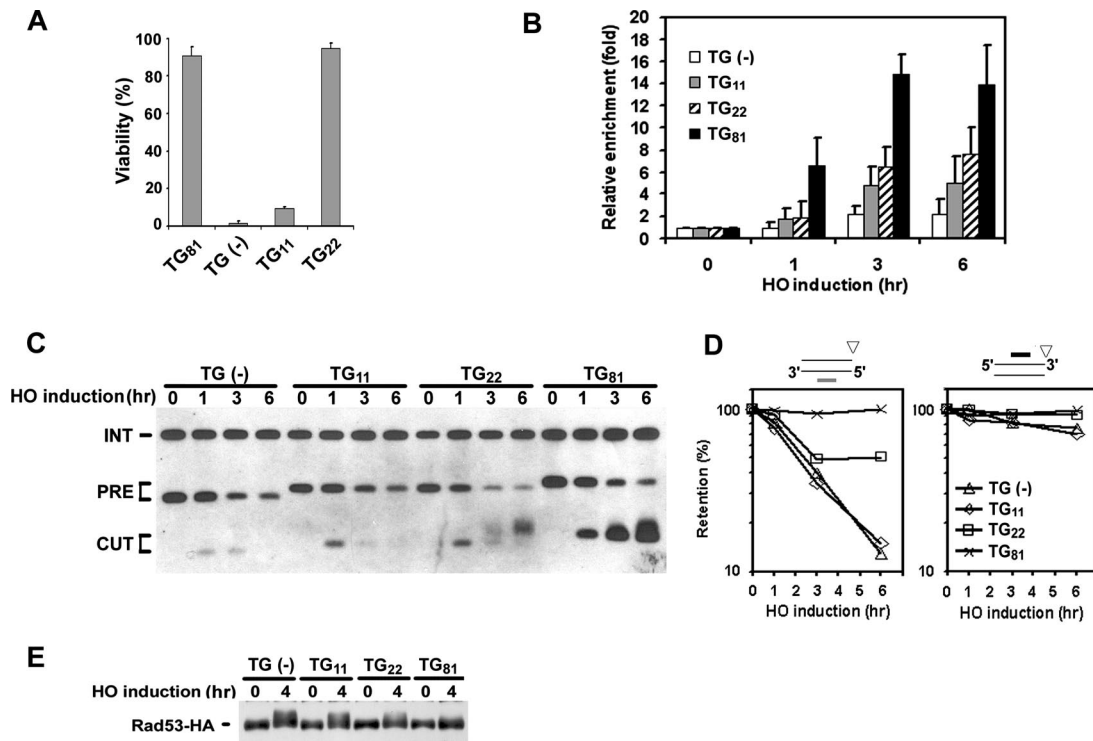 A
Viability (%)
100
80
60
40
20
0
TG81
TG (-)
TG11
TG22
B
Relative enrichment (fold)
20
18
16
14
12
10
8
6
4
2
0
TG (-)
TG11
TG22
TG81
0 1 3 6
HO induction (hr)
C
TG (-) TG11 TG22 TG81
HO induction (hr) 0 1 3 6 0 1 3 6 0 1 3 6 0 1 3 6
INT
PRE
CUT
D
3' 5'
5' 3'
Retention (%)
100
10
0 1 2 3 4 5 6
HO induction (hr)
100
10
TG (-)
TG11
TG22
TG81
0 1 2 3 4 5 6
HO induction (hr)
E
TG (-) TG11 TG22 TG81
HO induction (hr) 0 4 0 4 0 4 0 4
Rad53-HA -